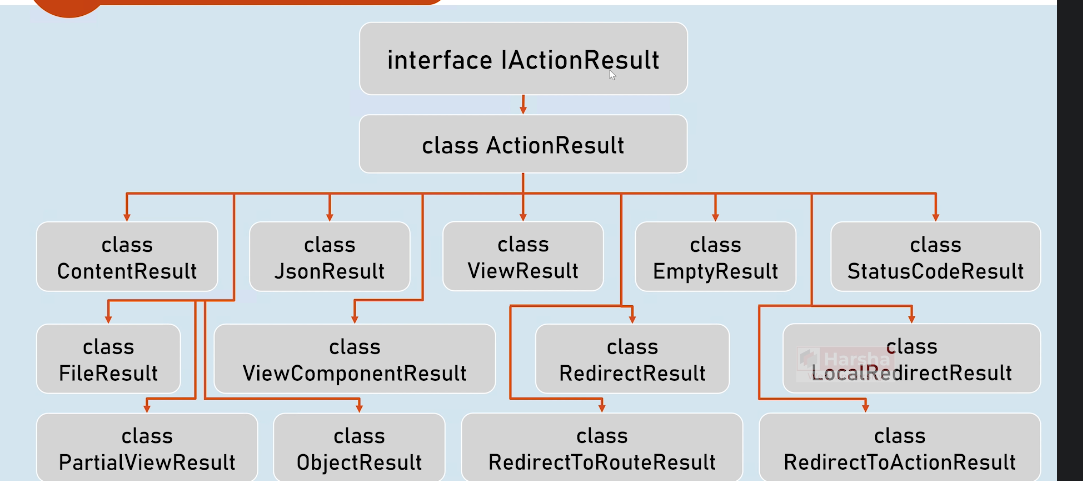 interface IActionResult
class ActionResult
class
ContentResult
class
JsonResult
class
ViewResult
class
EmptyResult
class
StatusCodeResult
class
FileResult
class
ViewComponentResult
class
RedirectResult
Harsha
class
LocalRedirectResult
class
PartialViewResult
class
ObjectResult
class
RedirectToRouteResult
class
RedirectToActionResult